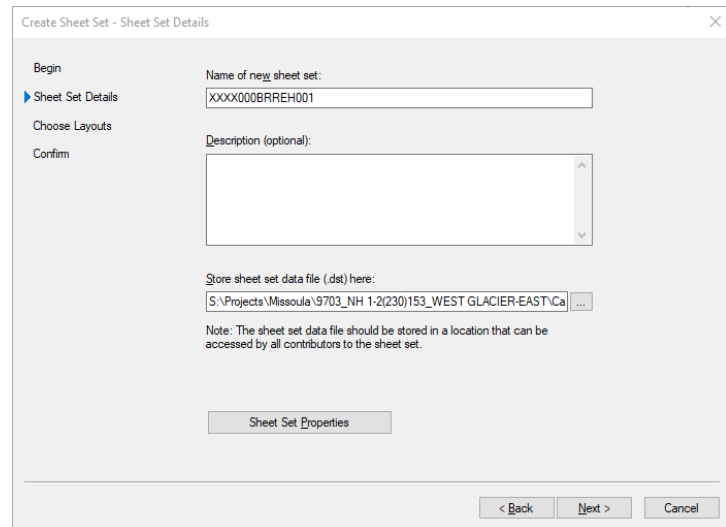 Create Sheet Set - Sheet Set Details
Begin
Sheet Set Details
Choose Layouts
Confirm
Name of new sheet set:
XXXX000BRREH001
Description (optional):
Store sheet set data file (.dst) here:
S:\Projects\Missoula\9703_NH 1-2(230)153_WEST GLACIER-EAST\Ca
...
Note: The sheet set data file should be stored in a location that can be
accessed by all contributors to the sheet set.
Sheet Set Properties
< Back
Next >
Cancel